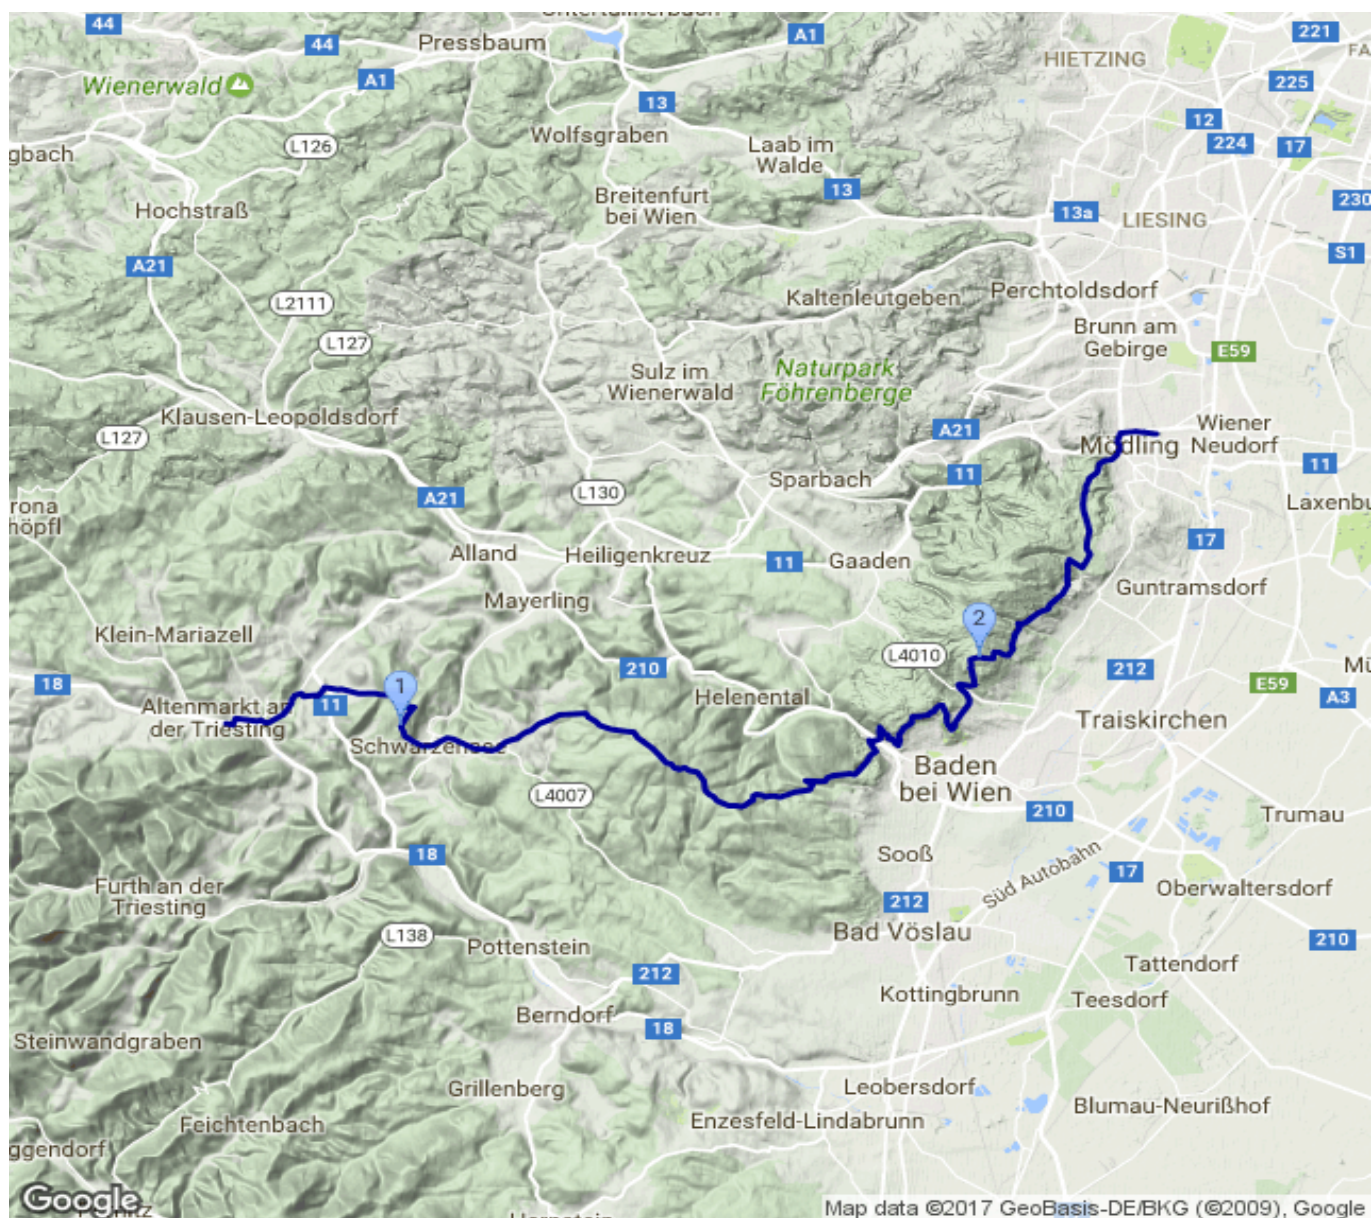 44
44
Pressbaum
A1
221
HIETZING
A1
Wienerwald
225
13
12
Wolfsgraben
Laab im
Walde
224
17
L126
gbach
13
Breitenfurt
bei Wien
230
Hochstraß
13a
LIESING
S1
A21
L2111
Kaltenleutgeben
Perchtoldsdorf
Brunn am
Gebirge
L127
E59
Sulz im
Wienerwald
Naturpark
Föhrenberge
Klausen-Leopoldsdorf
L127
A21
Wiener
Neudorf
Mödling
11
11
Sparbach
L130
A21
rona
höpfl
Laxenbu
17
Alland
Heiligenkreuz
11
Gaaden
Guntramsdorf
Mayerling
2
Klein-Mariazell
L4010
212
210
18
1
E59
Helenental
A3
Altenmarkt an
der Triesting
11
Traiskirchen
Schwarzensee
Baden
bei Wien
L4007
210
Trumau
18
Sooß
Süd Autobahn
17
Furth an der
Triesting
Oberwaltersdorf
212
L138
Bad Vöslau
210
Pottenstein
212
Tattendorf
Kottingbrunn
Teesdorf
Berndorf
18
Steinwandgraben
Grillenberg
Leobersdorf
Blumau-Neurißhof
Feichtenbach
Enzesfeld-Lindabrunn
ggendorf
Google
Map data ©2017 GeoBasis-DE/BKG (©2009), Google